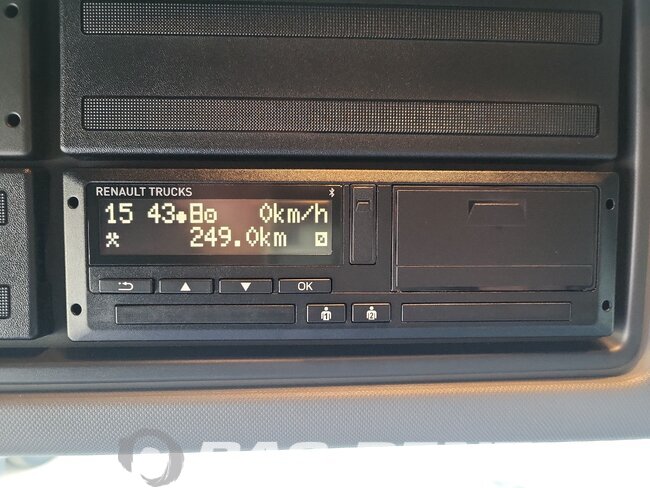 RENAULT TRUCKS
15 43 0km/h
249.0km
OK
1
2